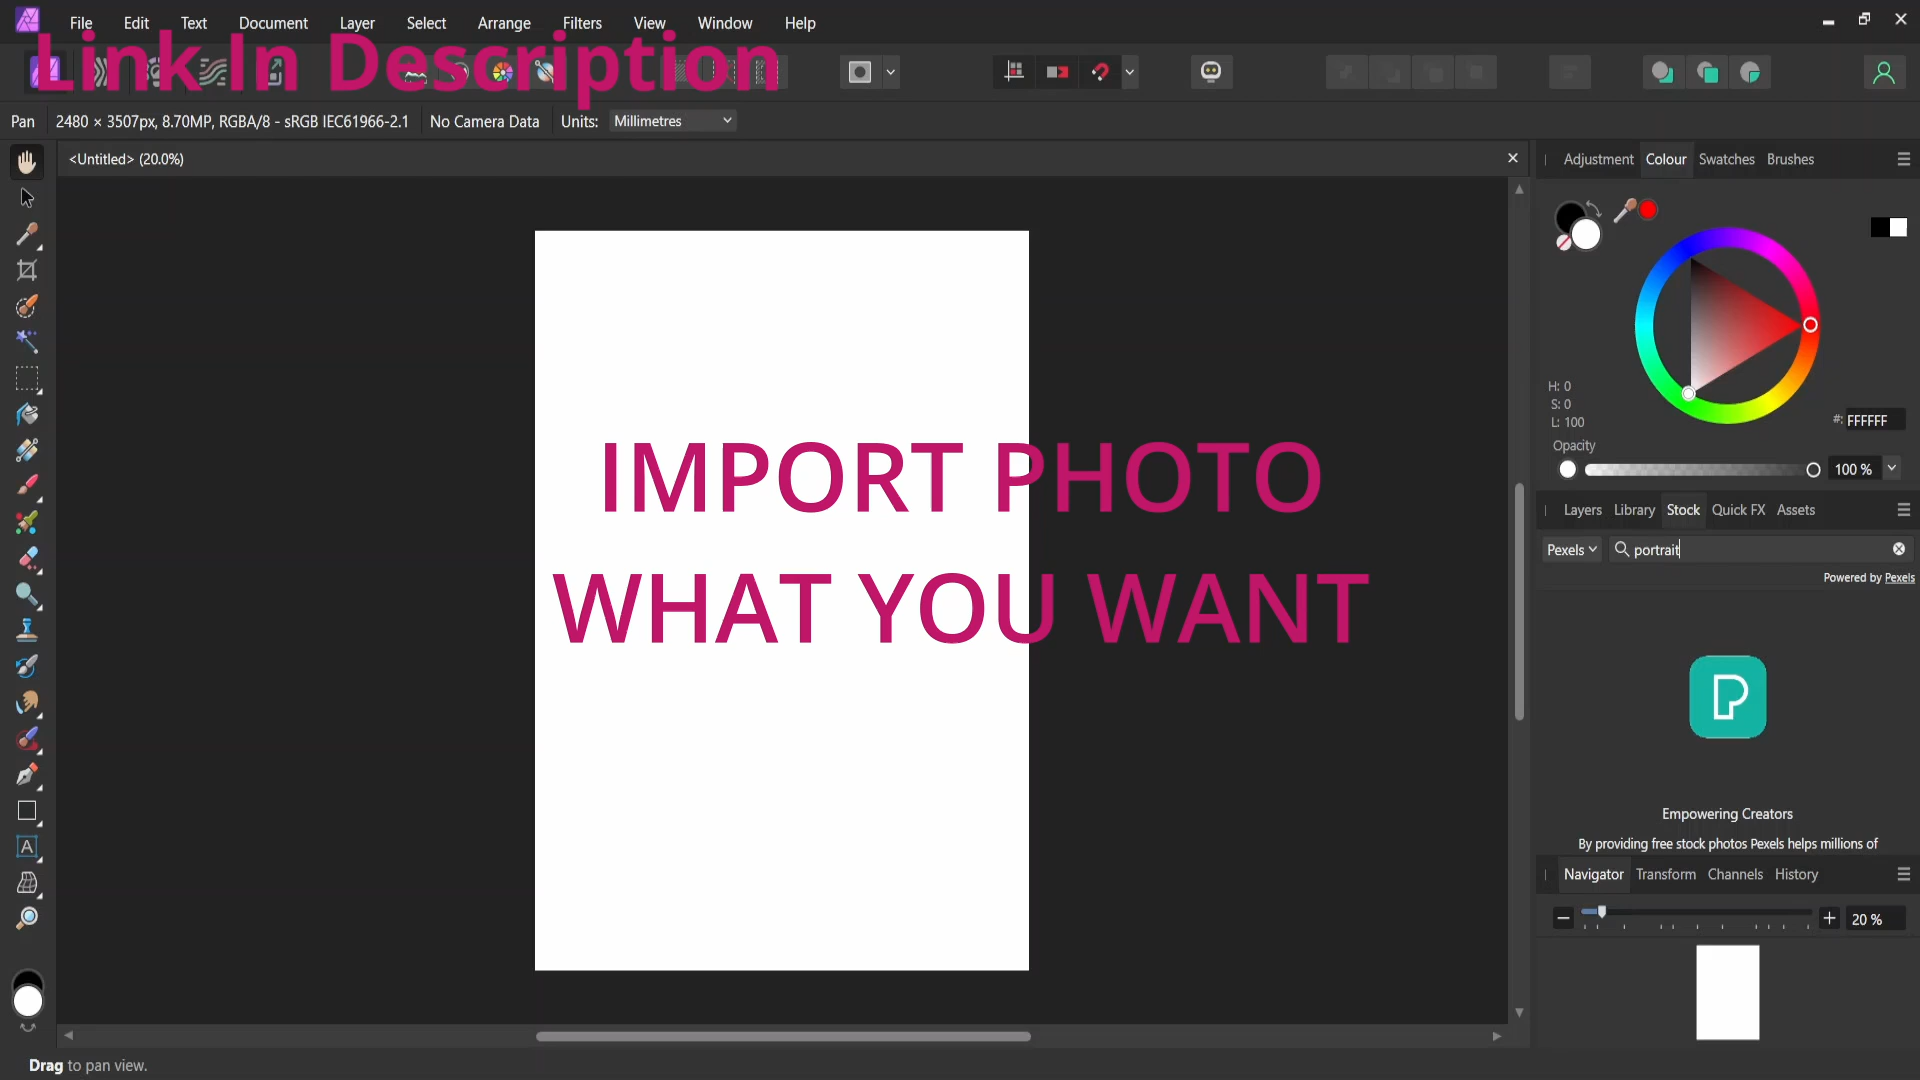 File Edit Text Document Layer Select Arrange Filters View Window Help
Link In Description
Pan 2480 × 3507px, 8.70MP, RGBA/8 - sRGB IEC61966-2.1 No Camera Data Units: Millimetres
<Untitled> (20.0%)
Adjustment Colour Swatches Brushes
H: 0
S: 0
L: 100
#: FFFFFF
Opacity
100 %
IMPORT PHOTO
WHAT YOU WANT
Layers Library Stock Quick FX Assets
Pexels portrait
Powered by Pexels
Empowering Creators
By providing free stock photos Pexels helps millions of
Navigator Transform Channels History
20 %
Drag to pan view.